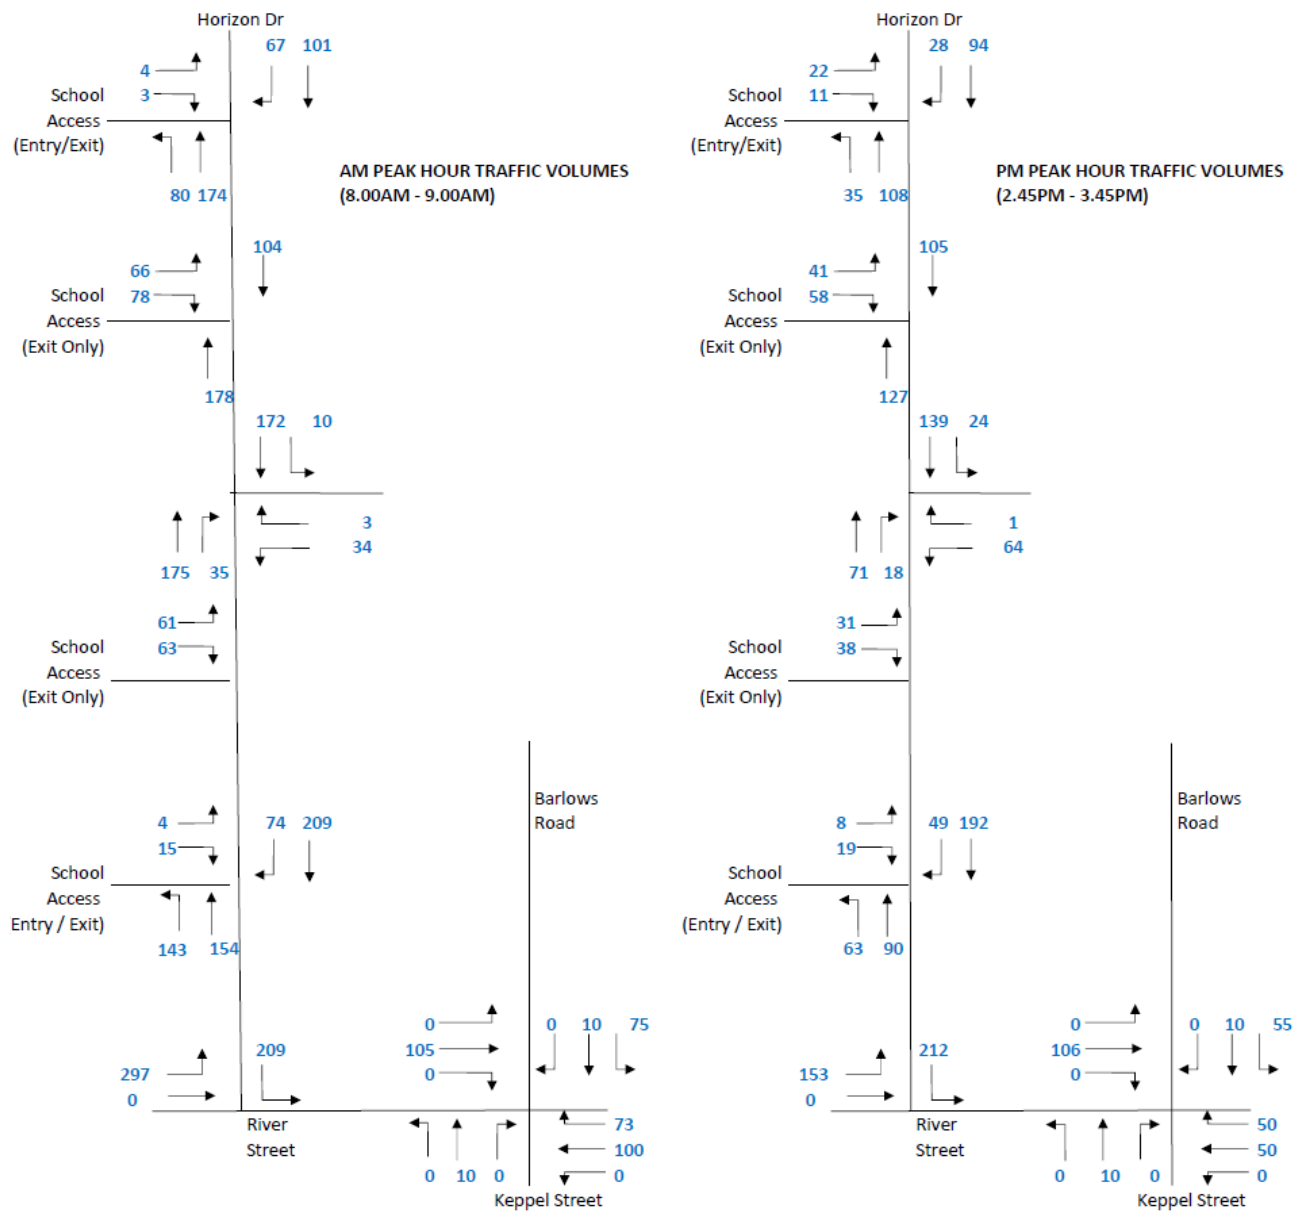 Horizon Dr
67 101
4
School 3
Access
(Entry/Exit)
AM PEAK HOUR TRAFFIC VOLUMES
(8.00AM - 9.00AM)
80 174
104
66
School 78
Access
(Exit Only)
178
172 10
3
34
175 35
61
School 63
Access
(Exit Only)
Barlows
Road
4 74 209
15
School
Access
Entry / Exit)
143 154
0 0 10 75
209 105
297 0
0
River
Street
73
100
0 10 0 0
Keppel Street
Horizon Dr
28 94
22
School 11
Access
(Entry/Exit)
PM PEAK HOUR TRAFFIC VOLUMES
(2.45PM - 3.45PM)
35 108
105
41
School 58
Access
(Exit Only)
127
139 24
1
64
71 18
31
School 38
Access
(Exit Only)
Barlows
Road
8 49 192
19
School
Access
(Entry / Exit)
63 90
0 0 10 55
212 106
153 0
0
River
Street
50
50
0 10 0 0
Keppel Street